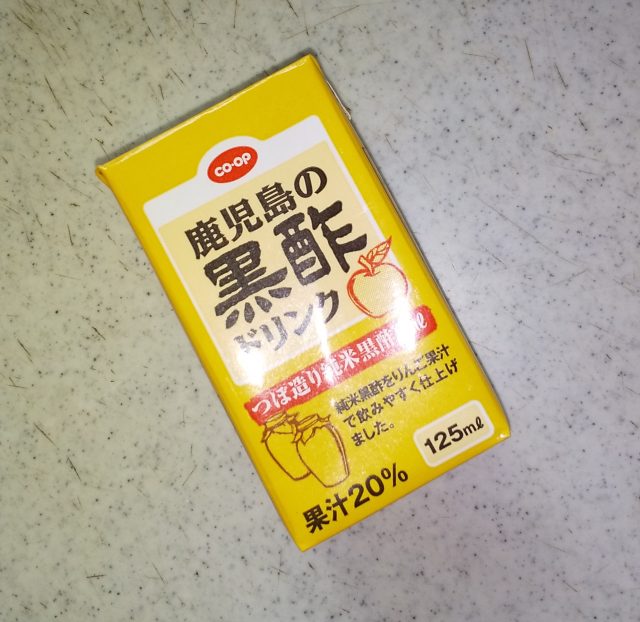 CO·OP
鹿児島の
黒酢
ドリンク
つぼ造り純米黒酢
純米黒酢をりんご果汁
で飲みやすく仕上げ
ました。
125mℓ
果汁20%